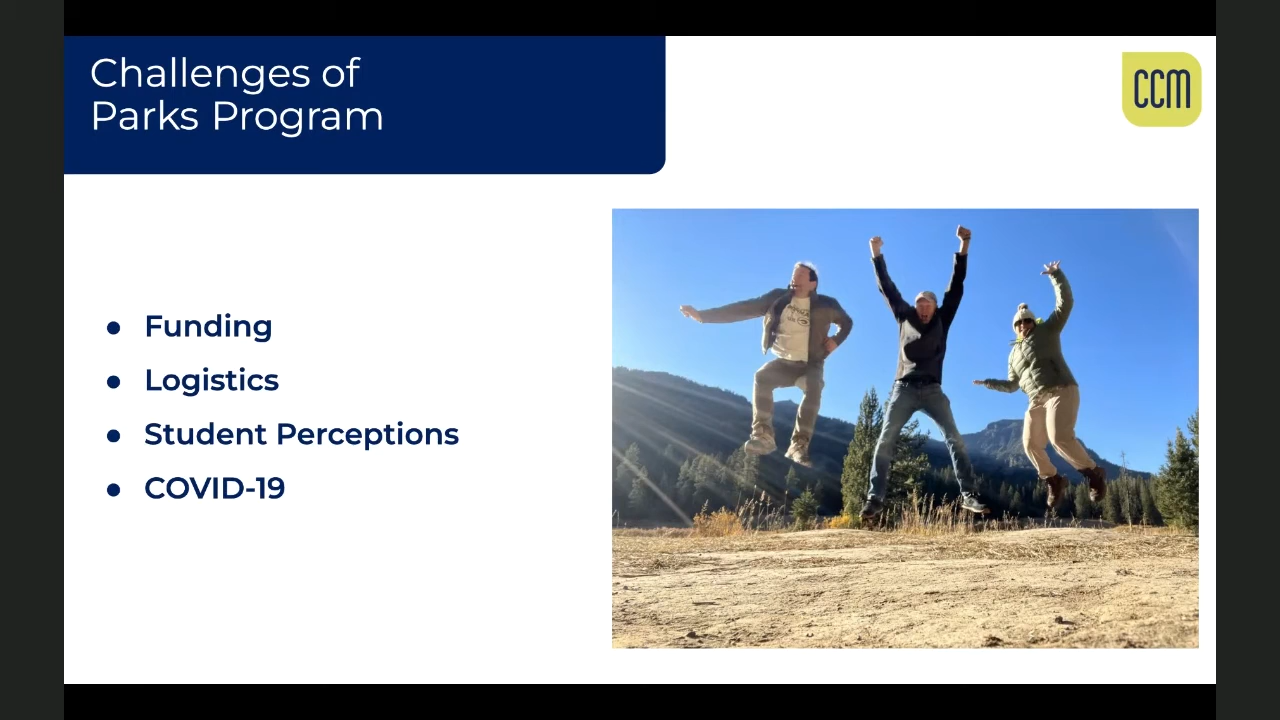 Challenges of
Parks Program
CCM
Funding
Logistics
Student Perceptions
COVID-19